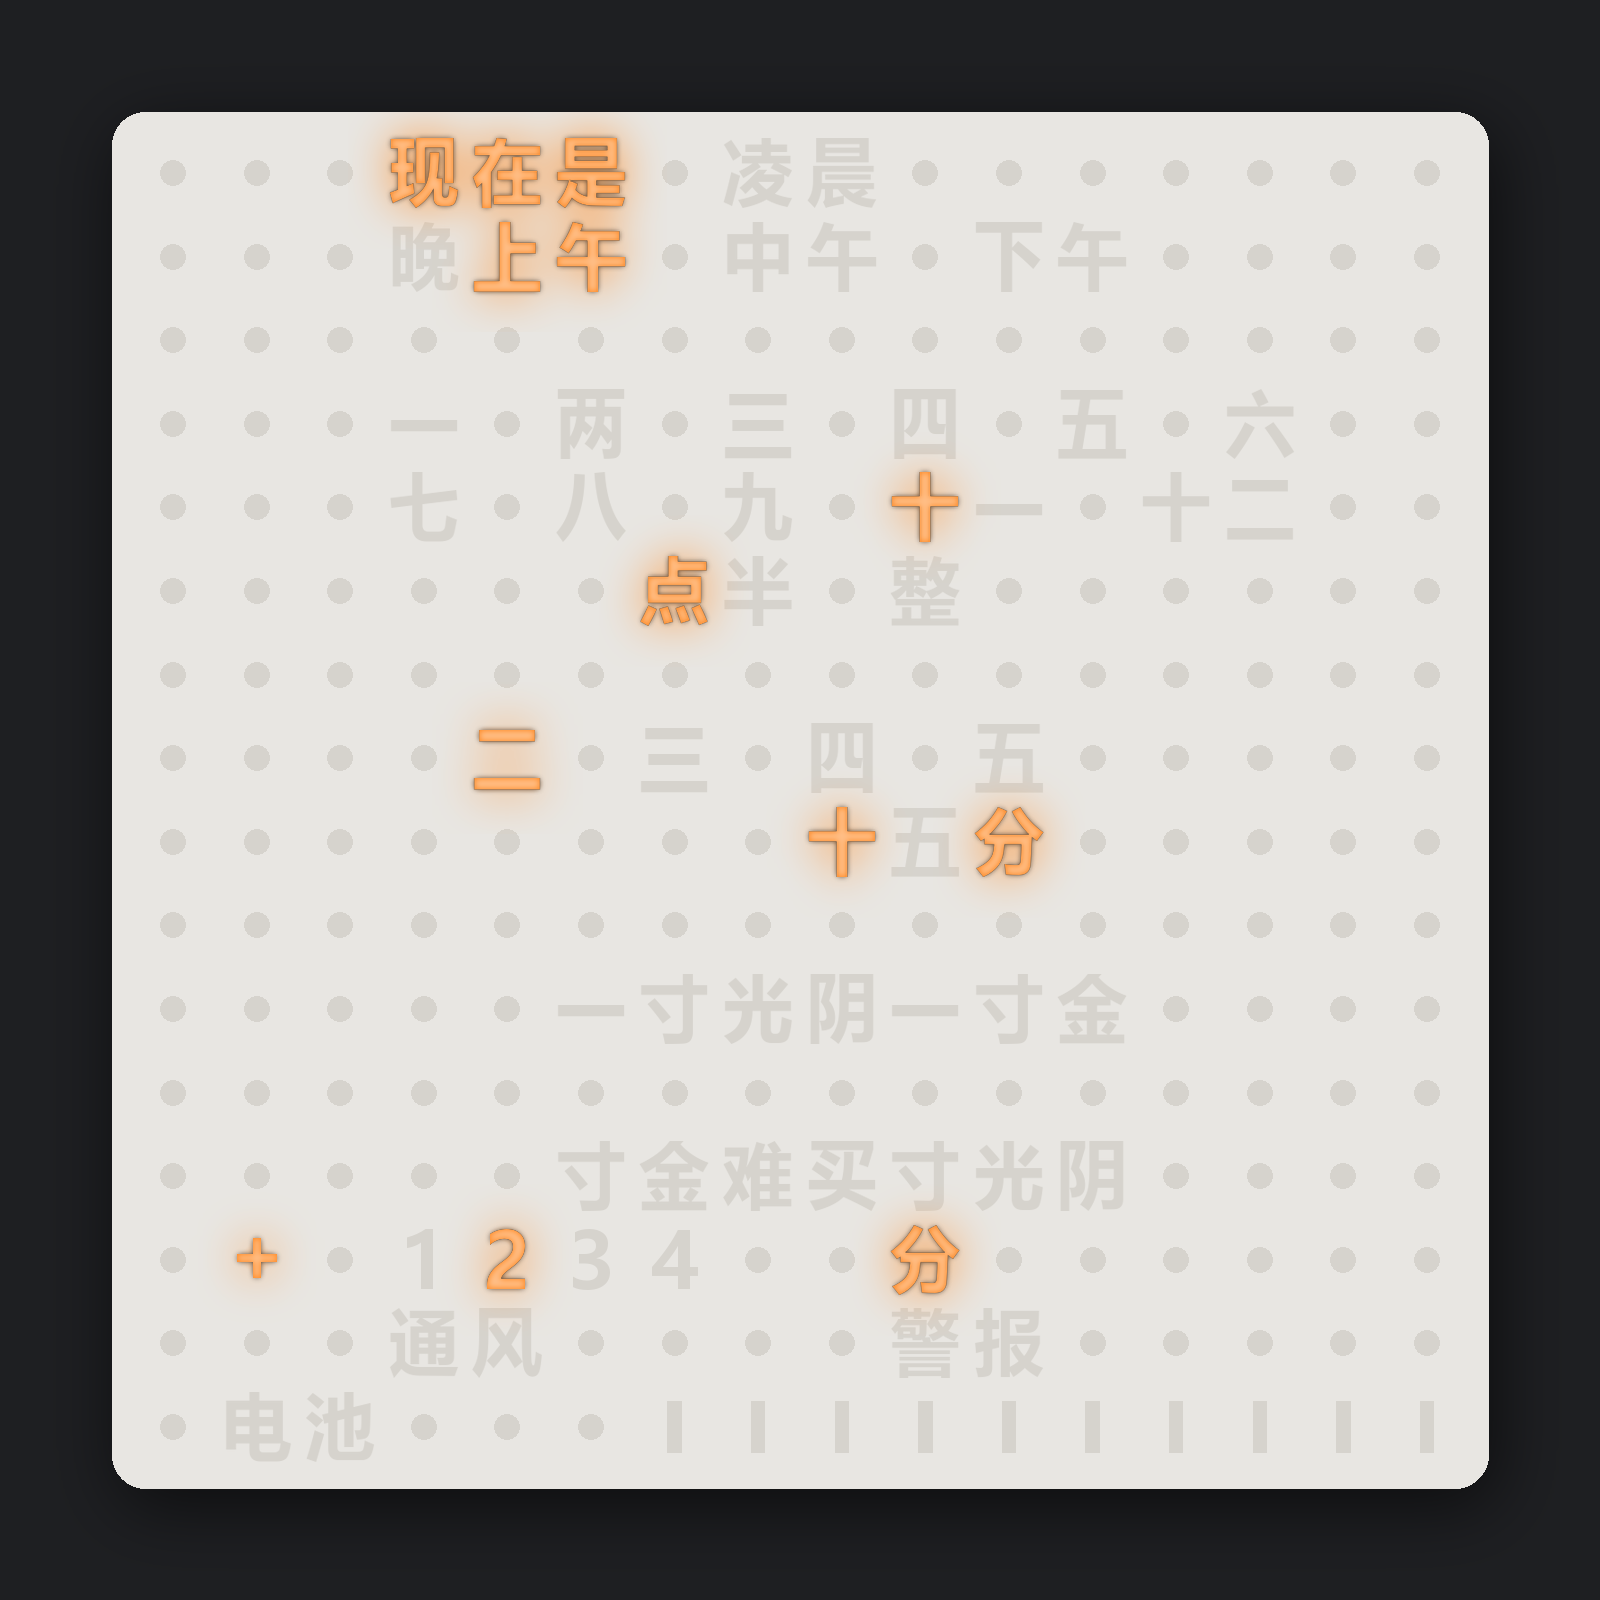 现在是 凌晨
晚上午 中午 下午
一 两 三 四 五 六
七 八 九 十一 十二
点半 整
二 三 四 五
十五分
一寸光阴一寸金
寸金难买寸光阴
+ 1 2 3 4 分
通风 警报
电池